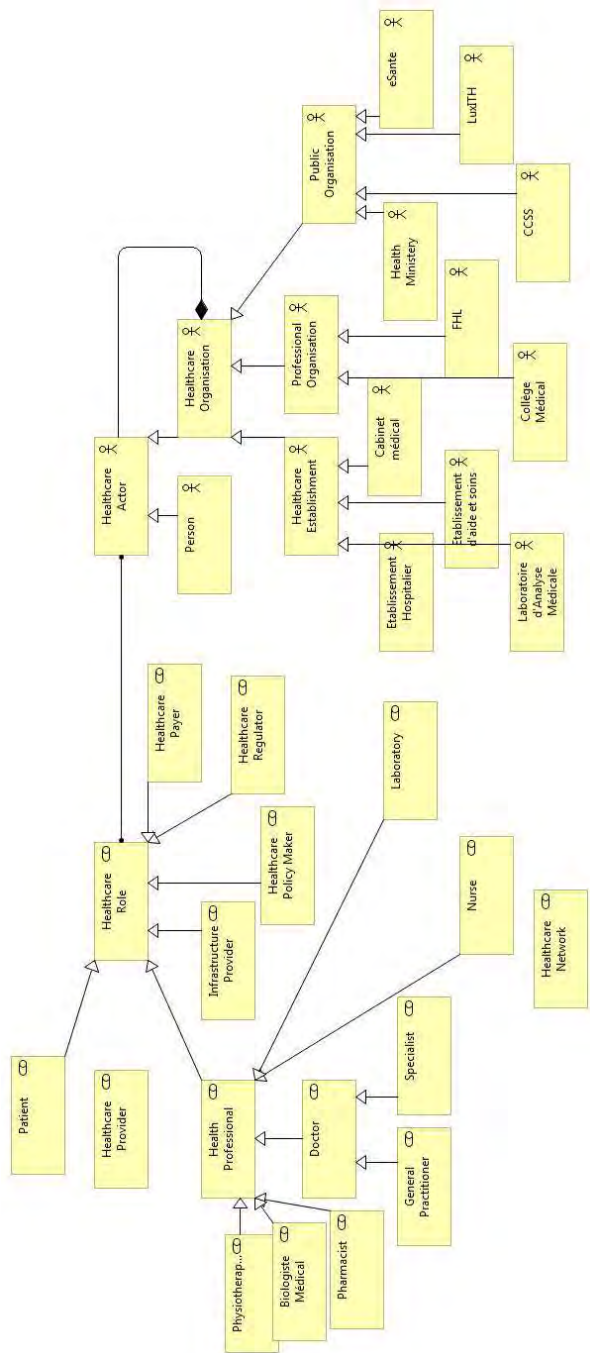 Patient
Healthcare
Provider
Healthcare
Role
Health
Professional
Infrastructure
Provider
Healthcare
Policy Maker
Healthcare
Payer
Healthcare
Regulator
Physiotherap...
Biologiste
Médical
Pharmacist
Doctor
General
Practitioner
Specialist
Laboratory
Nurse
Healthcare
Network
Healthcare
Actor
Person
Healthcare
Organisation
Healthcare
Establishment
Professional
Organisation
Public
Organisation
Etablissement
Hospitalier
Laboratoire
d'Analyse
Médicale
Etablissement
d'aide et soins
Cabinet
médical
Collège
Médical
FHL
Health
Ministery
CCSS
LuxITH
eSante